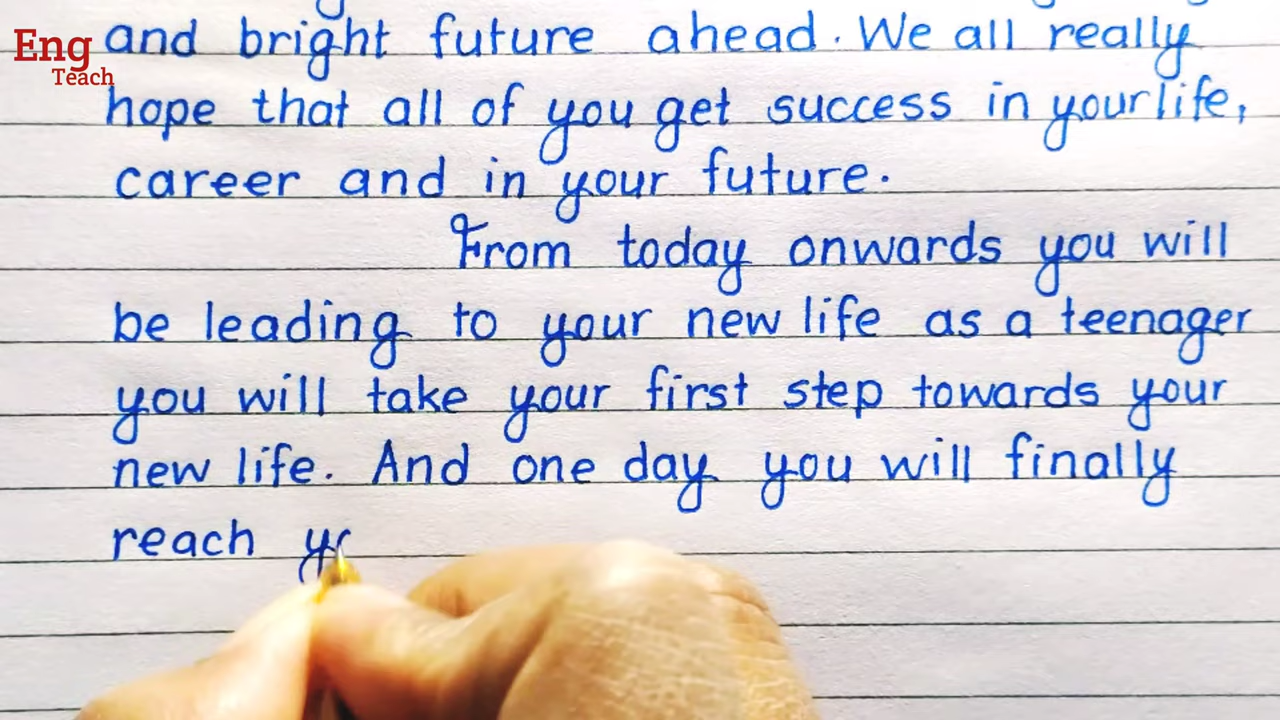 Eng
Teach
and bright future ahead. We all really
hope that all of you get success in your life,
career and in your future.
From today onwards you will
be leading to your new life as a teenager
you will take your first step towards your
new life. And one day you will finally
reach